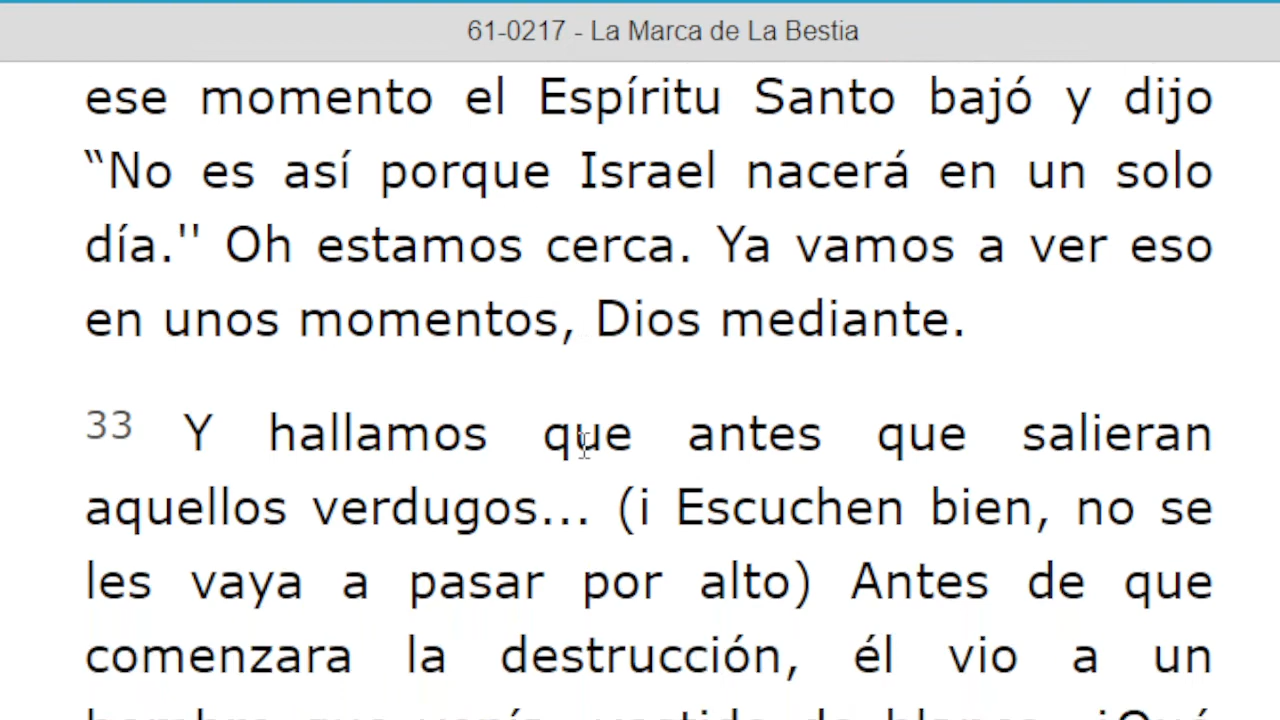 61-0217 - La Marca de La Bestia
ese momento el Espíritu Santo bajó y dijo
“No es así porque Israel nacerá en un solo
día.'' Oh estamos cerca. Ya vamos a ver eso
en unos momentos, Dios mediante.
33 Y hallamos que antes que salieran
aquellos verdugos... (¡ Escuchen bien, no se
les vaya a pasar por alto) Antes de que
comenzara la destrucción, él vio a un